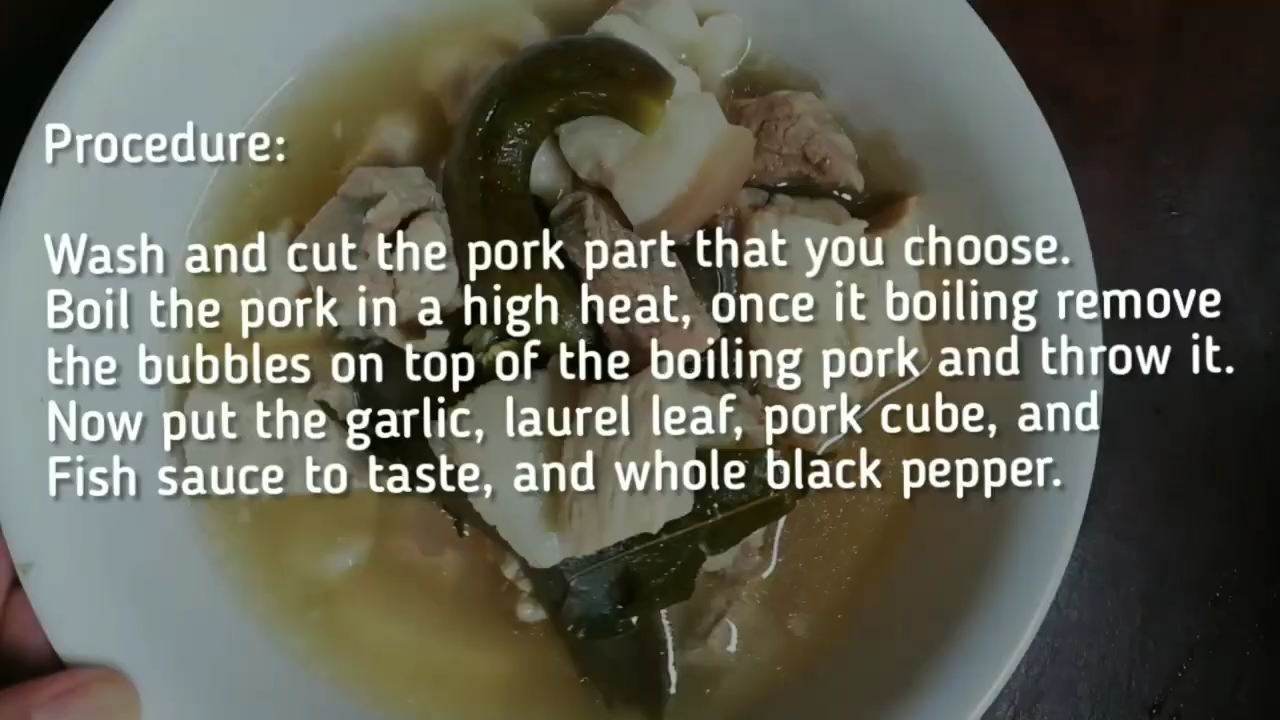 Procedure:
Wash and cut the pork part that you choose.
Boil the pork in a high heat, once it boiling remove
the bubbles on top of the boiling pork and throw it.
Now put the garlic, laurel leaf, pork cube, and
Fish sauce to taste, and whole black pepper.